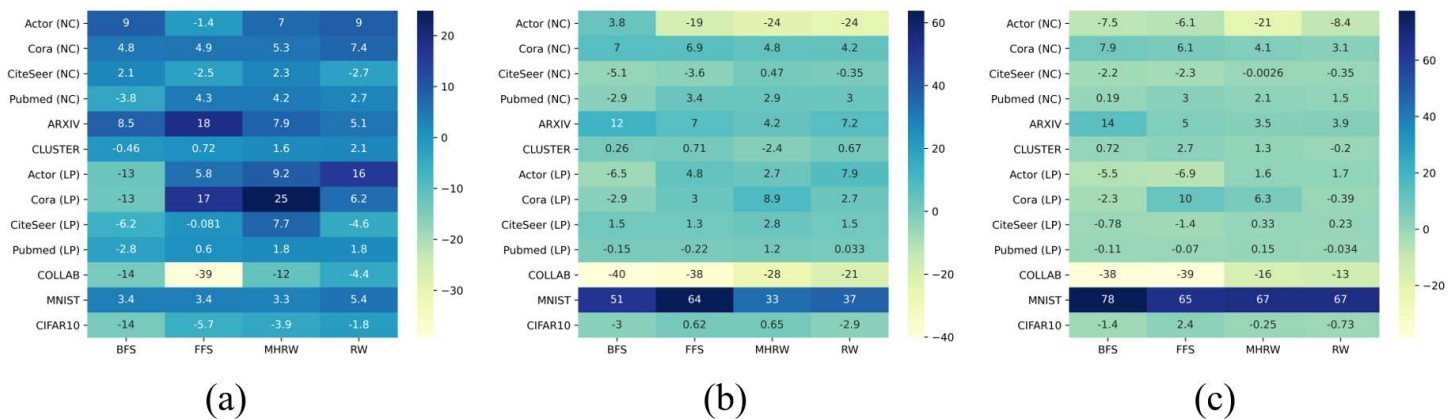 Actor (NC) 9 -1.4 7 9
Cora (NC) 4.8 4.9 5.3 7.4
CiteSeer (NC) 2.1 -2.5 2.3 -2.7
Pubmed (NC) -3.8 4.3 4.2 2.7
ARXIV 8.5 18 7.9 5.1
CLUSTER -0.46 0.72 1.6 2.1
Actor (LP) -13 5.8 9.2 16
Cora (LP) -13 17 25 6.2
CiteSeer (LP) -6.2 -0.081 7.7 -4.6
Pubmed (LP) -2.8 0.6 1.8 1.8
COLLAB -14 -39 -12 -4.4
MNIST 3.4 3.4 3.3 5.4
CIFAR10 -14 -5.7 -3.9 -1.8
BFS FFS MHRW RW
20
10
0
-10
-20
-30
(a)
Actor (NC) 3.8 -19 -24 -24
Cora (NC) 7 6.9 4.8 4.2
CiteSeer (NC) -5.1 -3.6 0.47 -0.35
Pubmed (NC) -2.9 3.4 2.9 3
ARXIV 12 7 4.2 7.2
CLUSTER 0.26 0.71 -2.4 0.67
Actor (LP) -6.5 4.8 2.7 7.9
Cora (LP) -2.9 3 8.9 2.7
CiteSeer (LP) 1.5 1.3 2.8 1.5
Pubmed (LP) -0.15 -0.22 1.2 0.033
COLLAB -40 -38 -28 -21
MNIST 51 64 33 37
CIFAR10 -3 0.62 0.65 -2.9
BFS FFS MHRW RW
60
40
20
0
-20
-40
(b)
Actor (NC) -7.5 -6.1 -21 -8.4
Cora (NC) 7.9 6.1 4.1 3.1
CiteSeer (NC) -2.2 -2.3 -0.0026 -0.35
Pubmed (NC) 0.19 3 2.1 1.5
ARXIV 14 5 3.5 3.9
CLUSTER 0.72 2.7 1.3 -0.2
Actor (LP) -5.5 -6.9 1.6 1.7
Cora (LP) -2.3 10 6.3 -0.39
CiteSeer (LP) -0.78 -1.4 0.33 0.23
Pubmed (LP) -0.11 -0.07 0.15 -0.034
COLLAB -38 -39 -16 -13
MNIST 78 65 67 67
CIFAR10 -1.4 2.4 -0.25 -0.73
BFS FFS MHRW RW
60
40
20
0
-20
(c)